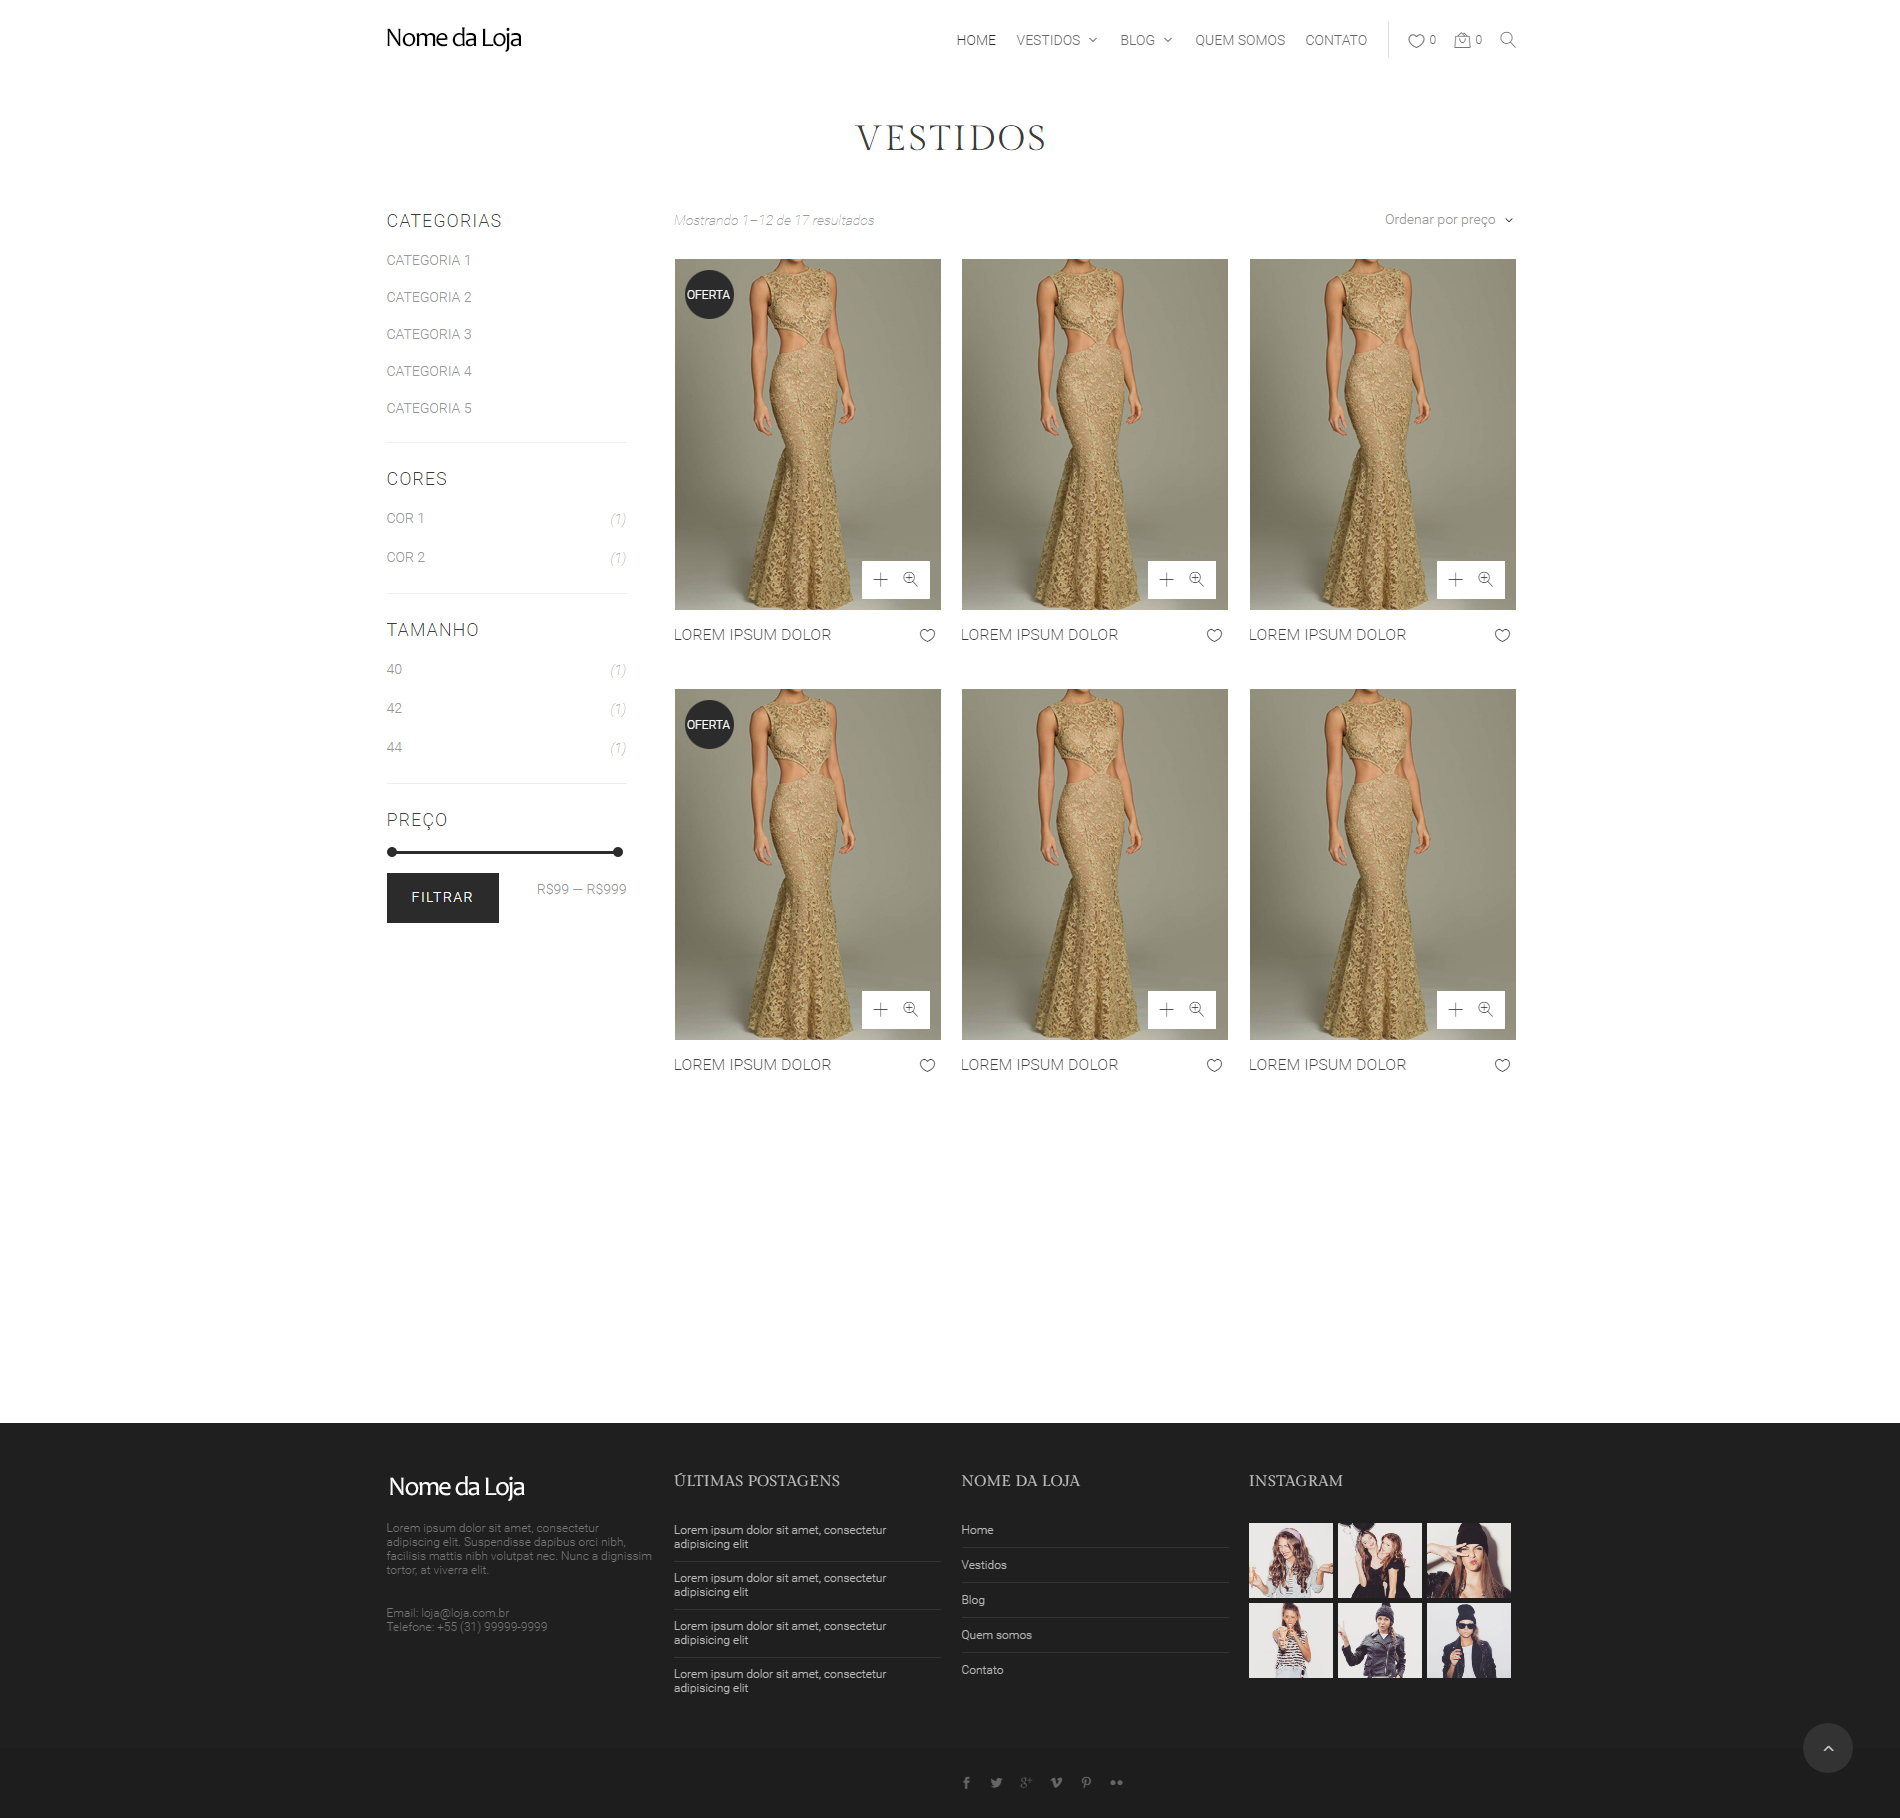 Nome da Loja
HOME VESTIDOS BLOG QUEM SOMOS CONTATO 0 0
VESTIDOS
CATEGORIAS
CATEGORIA 1
CATEGORIA 2
CATEGORIA 3
CATEGORIA 4
CATEGORIA 5
CORES
COR 1 (1)
COR 2 (1)
TAMANHO
40 (1)
42 (1)
44 (1)
PREÇO
FILTRAR R$99 — R$999
Mostrando 1–12 de 17 resultados
Ordenar por preço
OFERTA
LOREM IPSUM DOLOR
LOREM IPSUM DOLOR
LOREM IPSUM DOLOR
OFERTA
LOREM IPSUM DOLOR
LOREM IPSUM DOLOR
LOREM IPSUM DOLOR
Nome da Loja
Lorem ipsum dolor sit amet, consectetur
adipiscing elit. Suspendisse dapibus orci nibh,
facilisis mattis nibh volutpat nec. Nunc a dignissim
tortor, at viverra elit.
Email: loja@loja.com.br
Telefone: +55 (31) 99999-9999
ÚLTIMAS POSTAGENS
Lorem ipsum dolor sit amet, consectetur
adipisicing elit
Lorem ipsum dolor sit amet, consectetur
adipisicing elit
Lorem ipsum dolor sit amet, consectetur
adipisicing elit
Lorem ipsum dolor sit amet, consectetur
adipisicing elit
NOME DA LOJA
Home
Vestidos
Blog
Quem somos
Contato
INSTAGRAM